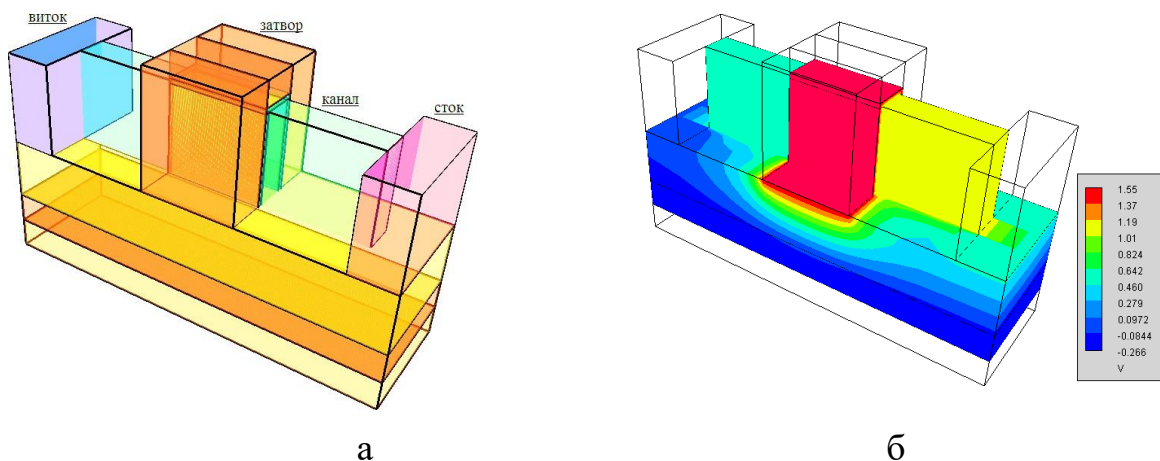 виток
затвор
канал
сток
1.55
1.37
1.19
1.01
0.824
0.642
0.460
0.279
0.0972
-0.0844
-0.266
V
а
б